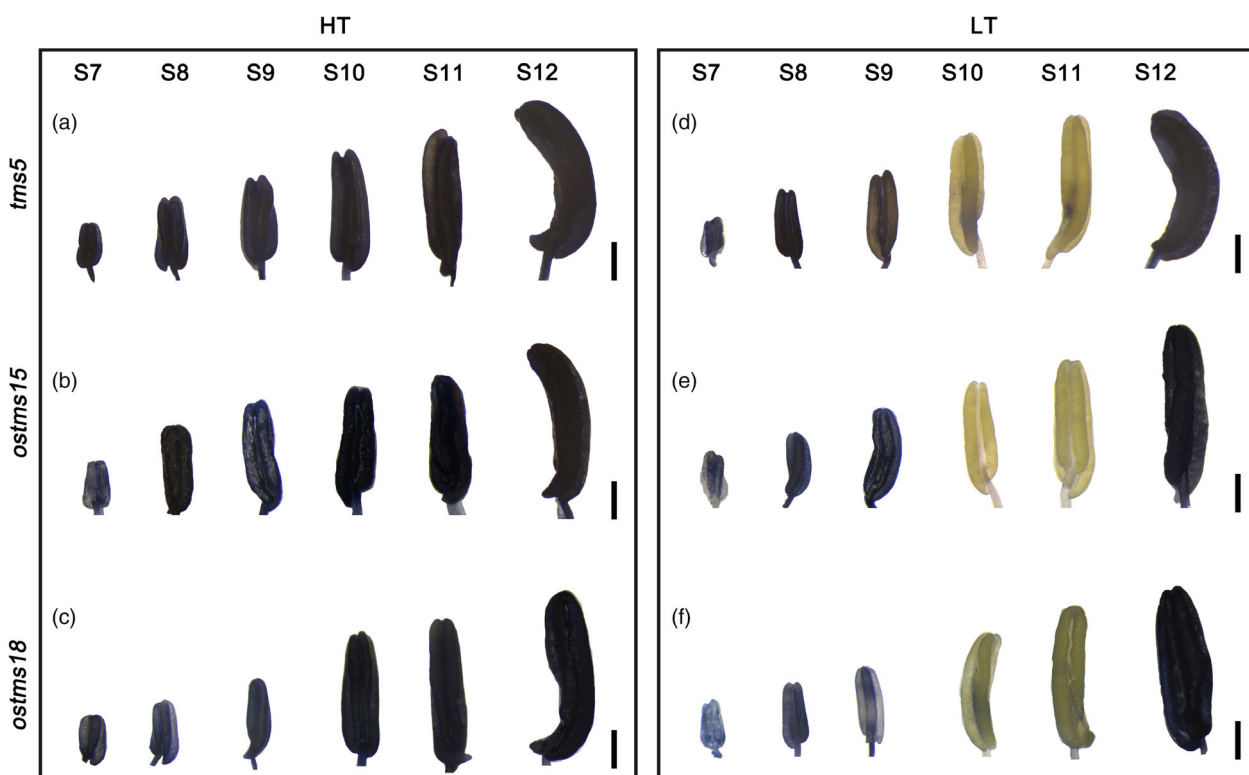 HT
S7 S8 S9 S10 S11 S12
(a)
tms5
(b)
ostms15
(c)
ostms18
LT
S7 S8 S9 S10 S11 S12
(d)
(e)
(f)